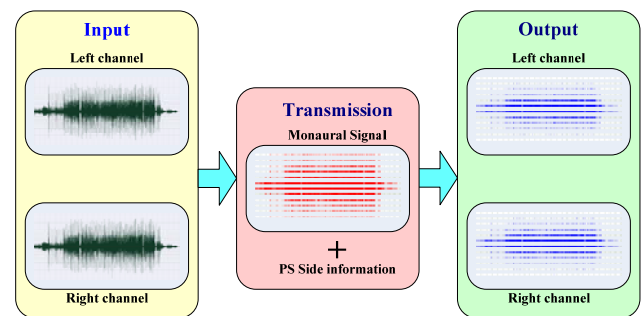 Input
Left channel
Right channel
Transmission
Monaural Signal
+
PS Side information
Output
Left channel
Right channel